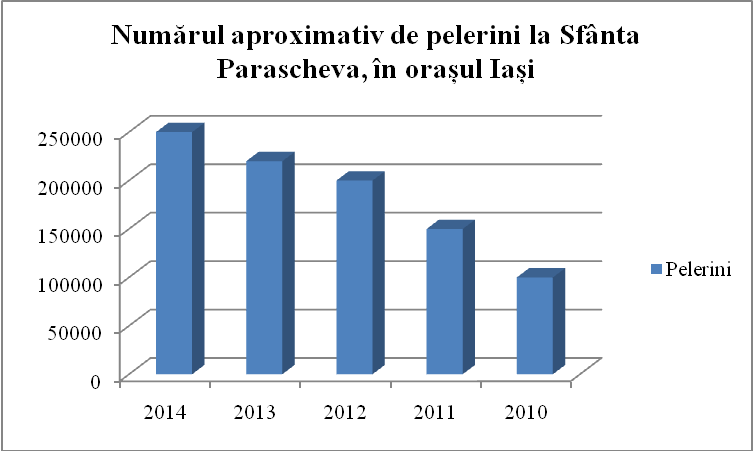 Numărul aproximativ de pelerini la Sfânta
Parascheva, în orașul Iași
250000
200000
150000
100000
50000
0
2014 2013 2012 2011 2010
Pelerini